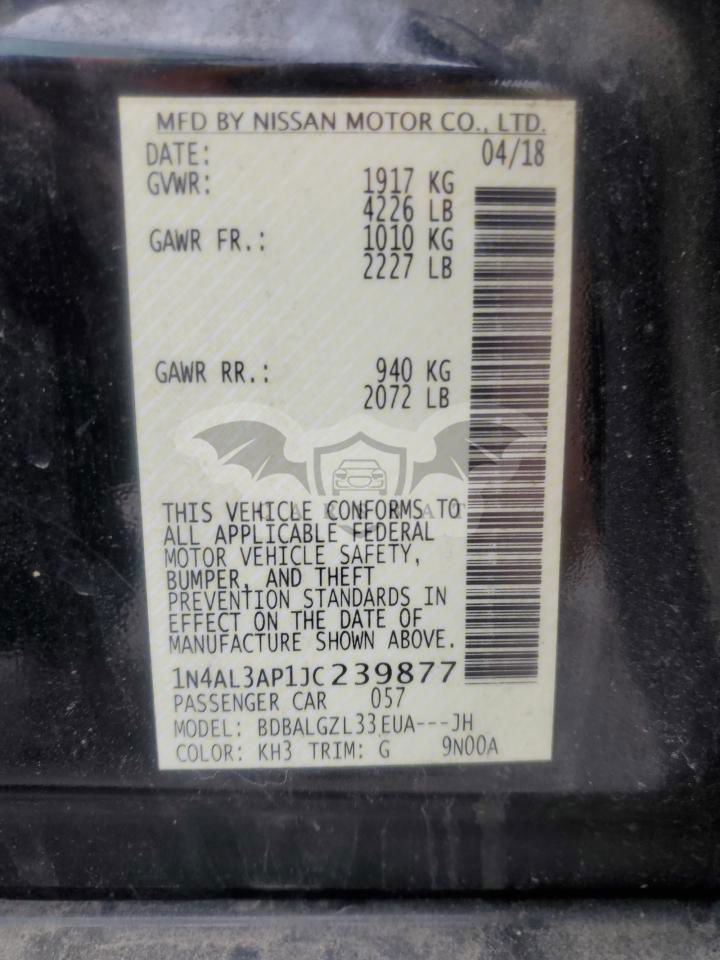 MFD BY NISSAN MOTOR CO., LTD.
DATE: 04/18
GVWR: 1917 KG
4226 LB
GAWR FR.: 1010 KG
2227 LB
GAWR RR.: 940 KG
2072 LB
THIS VEHICLE CONFORMS TO
ALL APPLICABLE FEDERAL
MOTOR VEHICLE SAFETY,
BUMPER, AND THEFT
PREVENTION STANDARDS IN
EFFECT ON THE DATE OF
MANUFACTURE SHOWN ABOVE.
1N4AL3AP1JC239877
PASSENGER CAR 057
MODEL: BDBALGZL33EUA---JH
COLOR: KH3 TRIM: G 9N00A